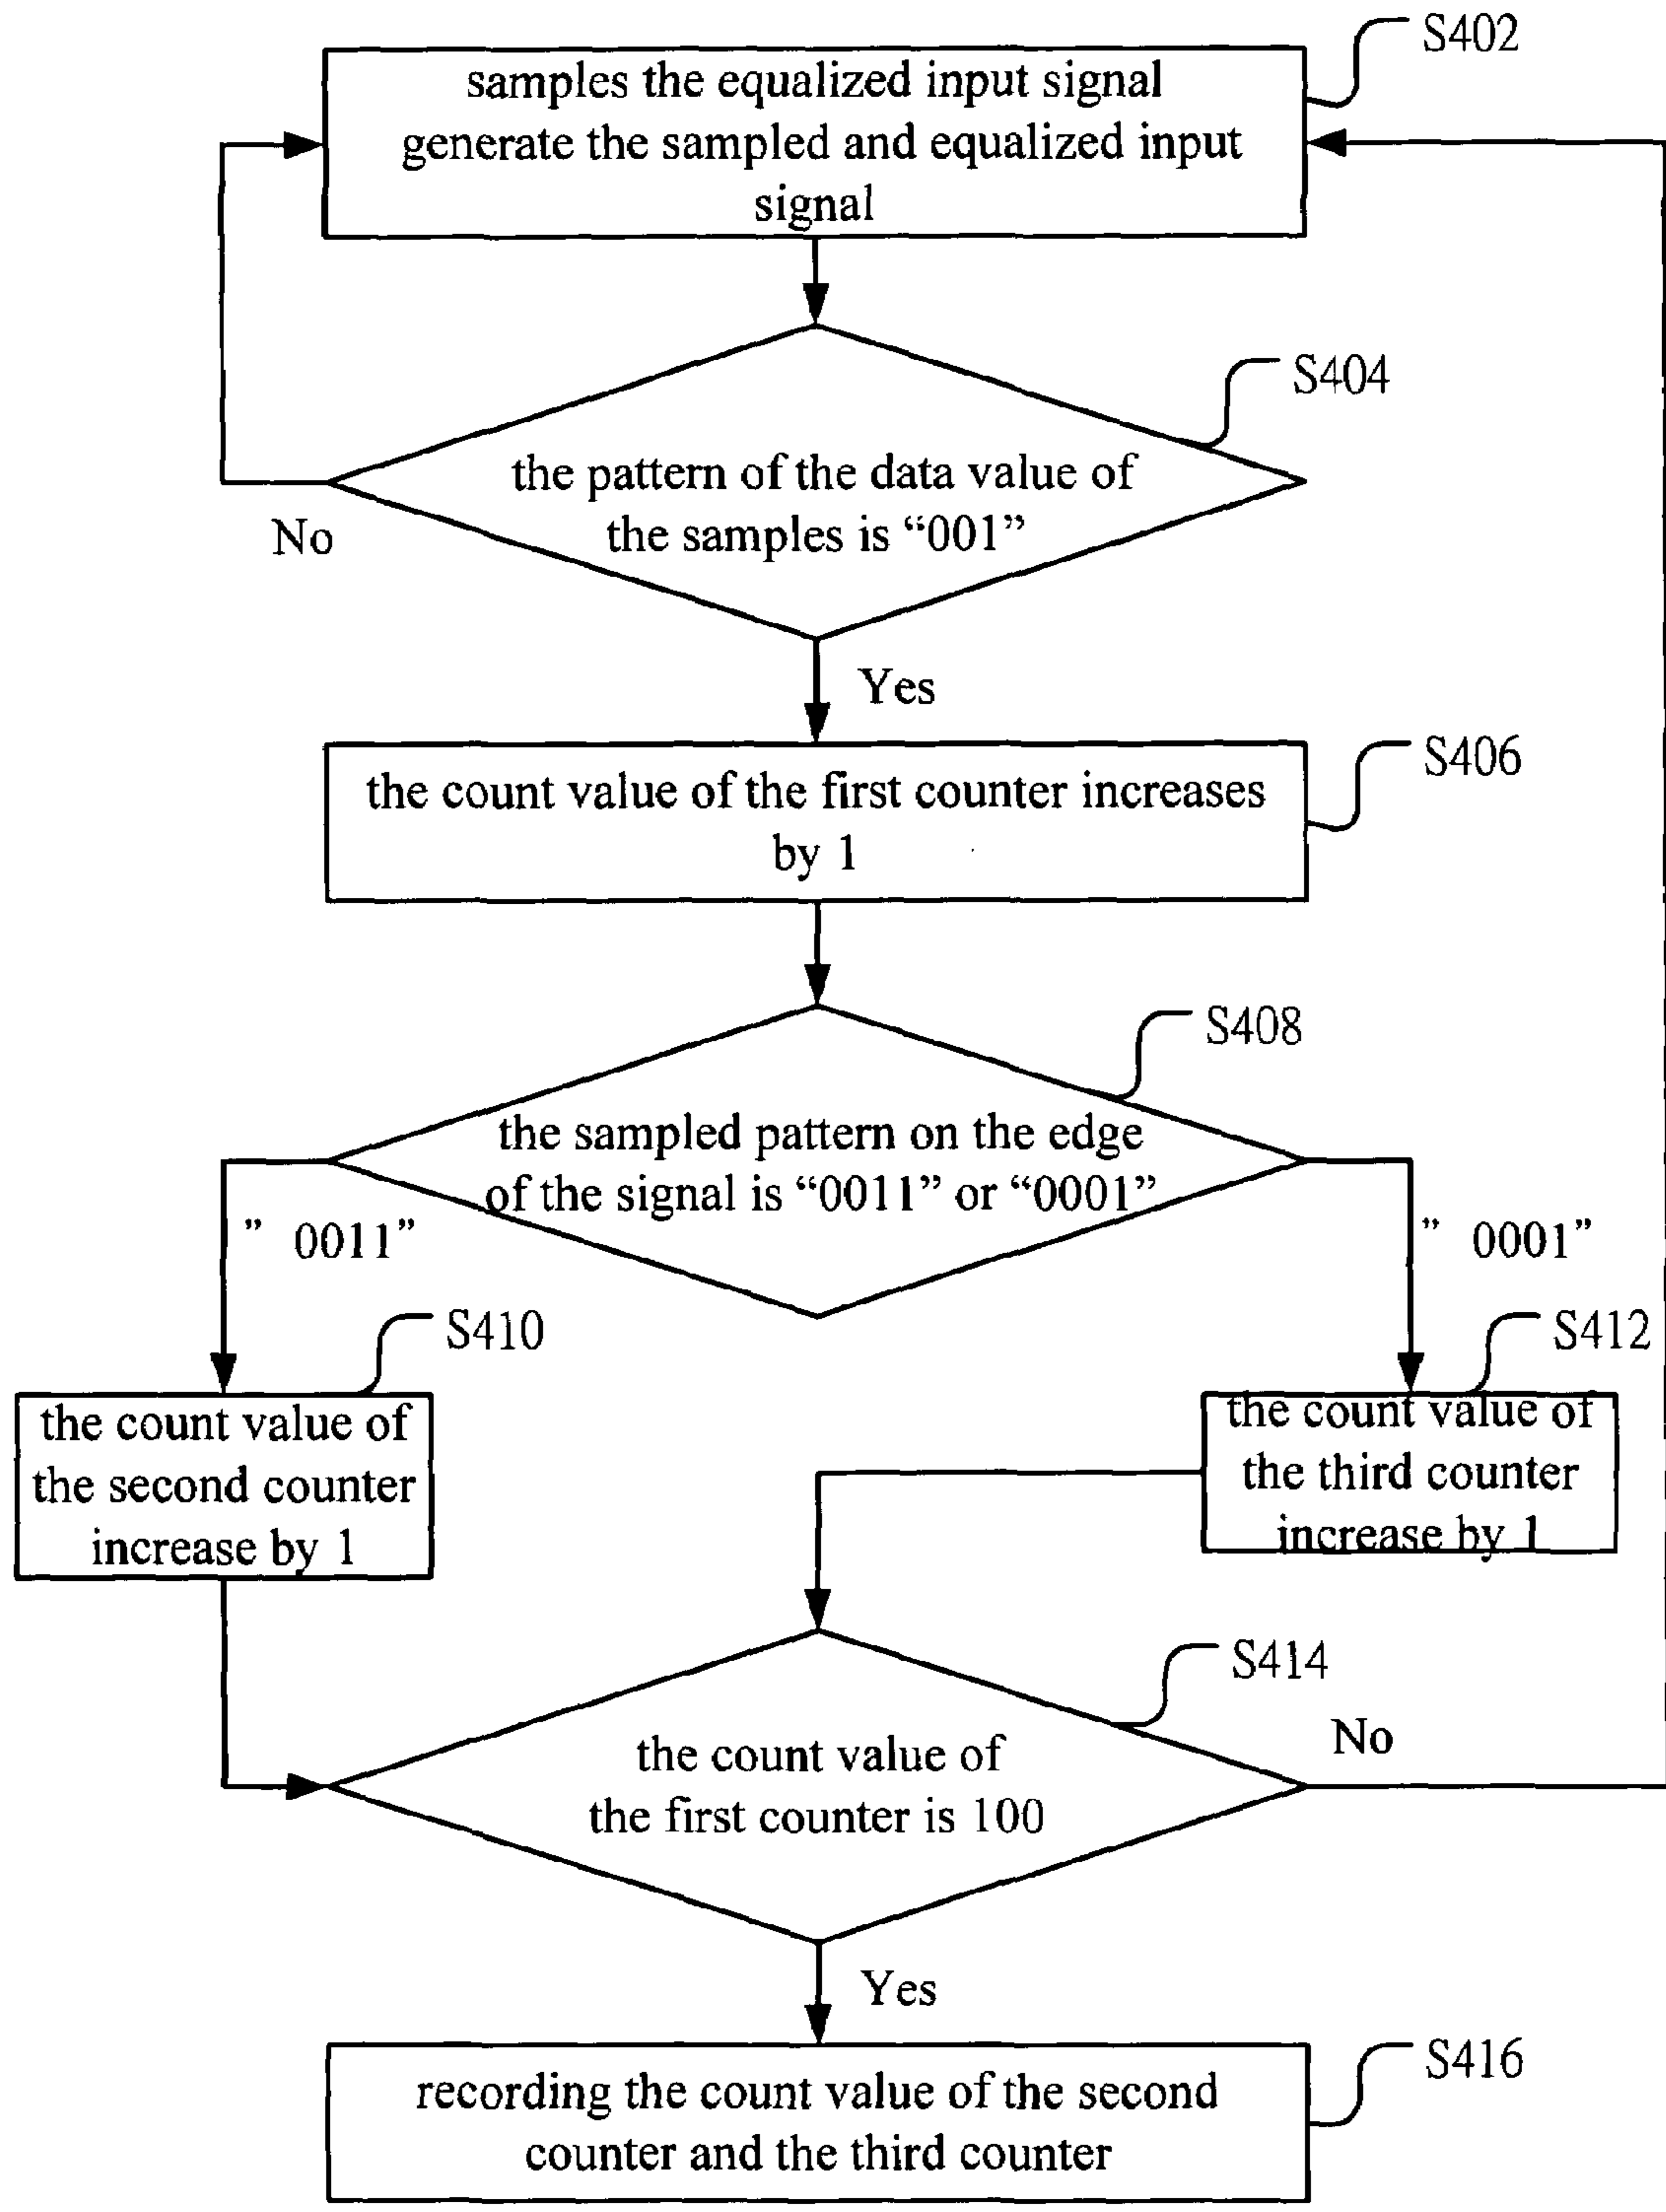 S402
samples the equalized input signal
generate the sampled and equalized input
signal
S404
the pattern of the data value of
the samples is “001”
No
Yes
S406
the count value of the first counter increases
by 1
S408
the sampled pattern on the edge
of the signal is “0011” or “0001”
” 0011”
” 0001”
S410
S412
the count value of
the second counter
increase by 1
the count value of
the third counter
increase by 1
S414
the count value of
the first counter is 100
No
Yes
S416
recording the count value of the second
counter and the third counter